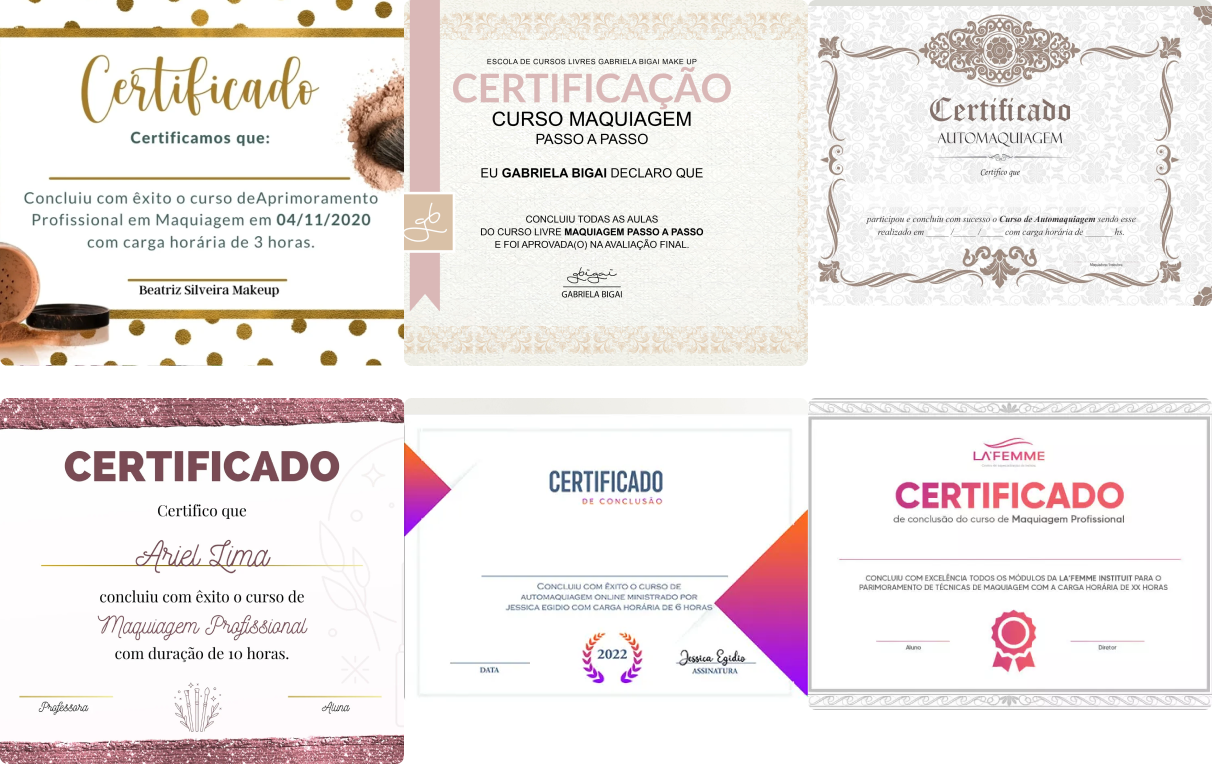 Certificado
Certificamos que:
Concluiu com êxito o curso deAprimoramento
Profissional em Maquiagem em 04/11/2020
com carga horária de 3 horas.
Beatriz Silveira Makeup
ESCOLA DE CURSOS LIVRES GABRIELA BIGAI MAKE UP
CERTIFICAÇÃO
CURSO MAQUIAGEM
PASSO A PASSO
EU GABRIELA BIGAI DECLARO QUE
CONCLUIU TODAS AS AULAS
DO CURSO LIVRE MAQUIAGEM PASSO A PASSO
E FOI APROVADA(O) NA AVALIAÇÃO FINAL.
gb
gbigai
GABRIELA BIGAI
Certificado
AUTOMAQUIAGEM
Certifico que
participou e concluiu com sucesso o Curso de Automaquiagem sendo esse
realizado em _____ /_____ /_____ com carga horária de ______ hs.
CERTIFICADO
Certifico que
Ariel Lima
concluiu com êxito o curso de
Maquiagem Profissional
com duração de 10 horas.
Professora
Aluna
CERTIFICADO
DE CONCLUSÃO
CONCLUIU COM ÊXITO O CURSO DE
AUTOMAQUIAGEM ONLINE MINISTRADO POR
JESSICA EGIDIO COM CARGA HORÁRIA DE 6 HORAS
2022
Jessica Egidio
DATA
ASSINATURA
LA'FEMME
CERTIFICADO
de conclusão do curso de Maquiagem Profissional
CONCLUIU COM EXCELÊNCIA TODOS OS MÓDULOS DA LA'FEMME INSTITUIT PARA O
PARIMORAMENTO DE TÉCNICAS DE MAQUIAGEM COM A CARGA HORÁRIA DE XX HORAS
Aluno
Diretor